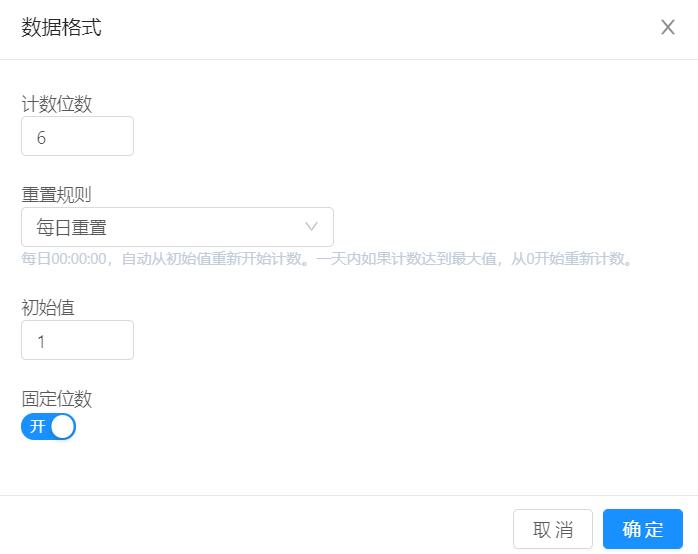 数据格式
计数位数
6
重置规则
每日重置
每日00:00:00，自动从初始值重新开始计数。一天内如果计数达到最大值，从0开始重新计数。
初始值
1
固定位数
开
取消 确定